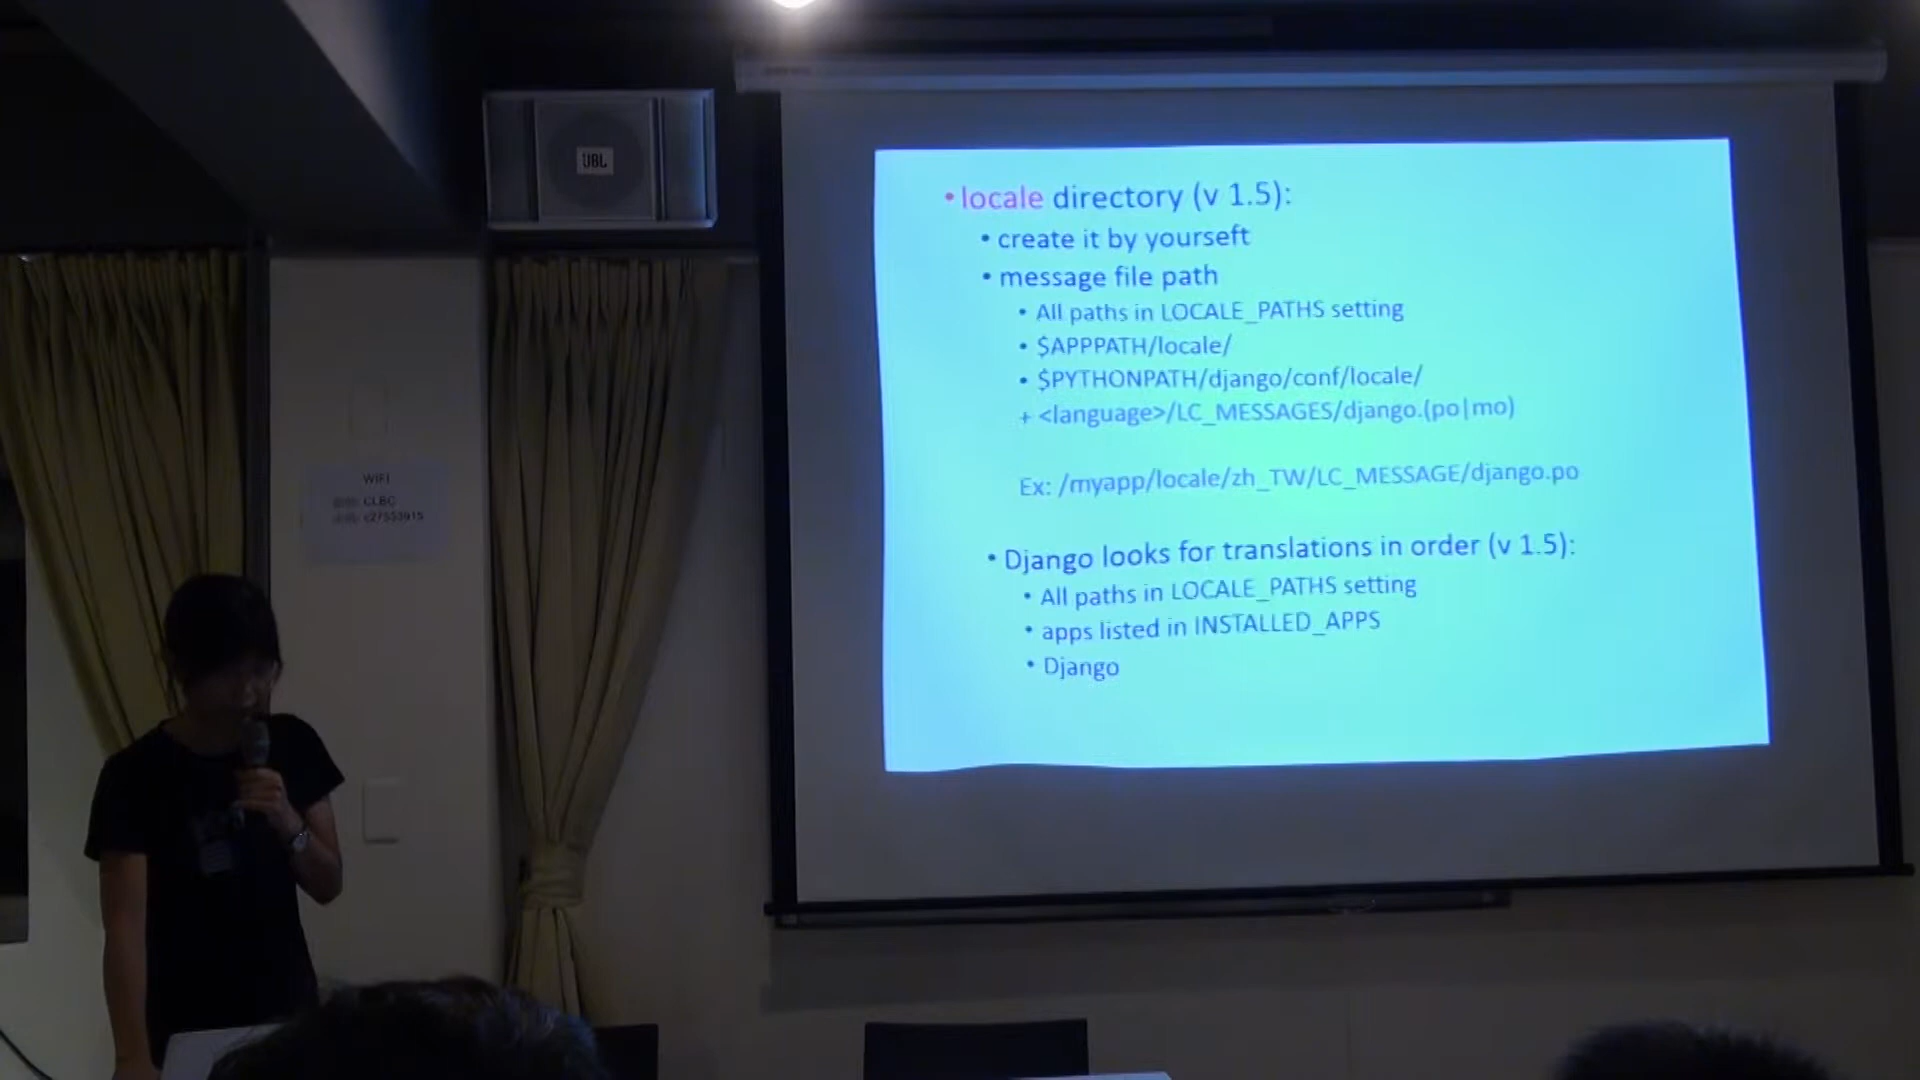 JBL
• locale directory (v 1.5):
• create it by yourseft
• message file path
• All paths in LOCALE_PATHS setting
• $APPPATH/locale/
• $PYTHONPATH/django/conf/locale/
+ <language>/LC_MESSAGES/django.(po|mo)
Ex: /myapp/locale/zh_TW/LC_MESSAGE/django.po
• Django looks for translations in order (v 1.5):
• All paths in LOCALE_PATHS setting
• apps listed in INSTALLED_APPS
• Django
WIFI
CLBC